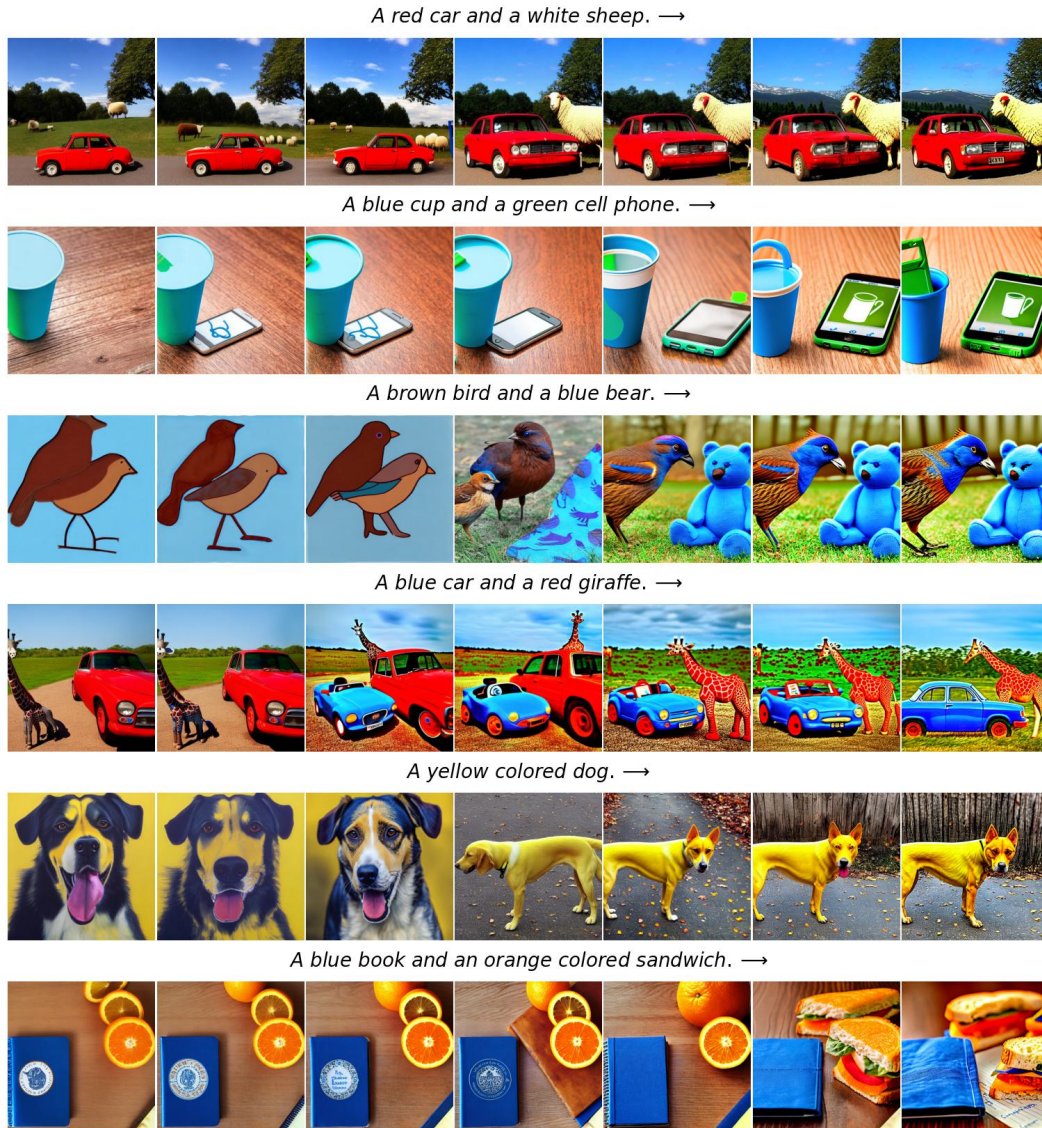 A red car and a white sheep. ⟶
A blue cup and a green cell phone. ⟶
A brown bird and a blue bear. ⟶
A blue car and a red giraffe. ⟶
A yellow colored dog. ⟶
A blue book and an orange colored sandwich. ⟶